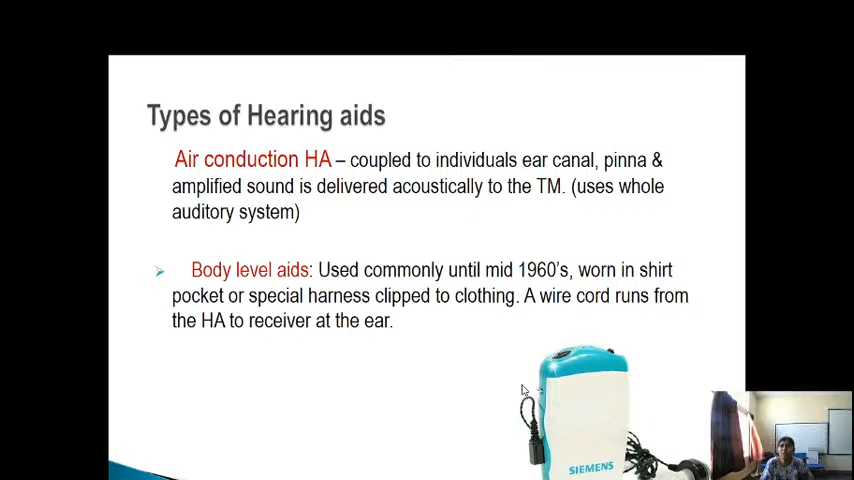 Types of Hearing aids
Air conduction HA – coupled to individuals ear canal, pinna &
amplified sound is delivered acoustically to the TM. (uses whole
auditory system)
Body level aids: Used commonly until mid 1960's, worn in shirt
pocket or special harness clipped to clothing. A wire cord runs from
the HA to receiver at the ear.
SIEMENS